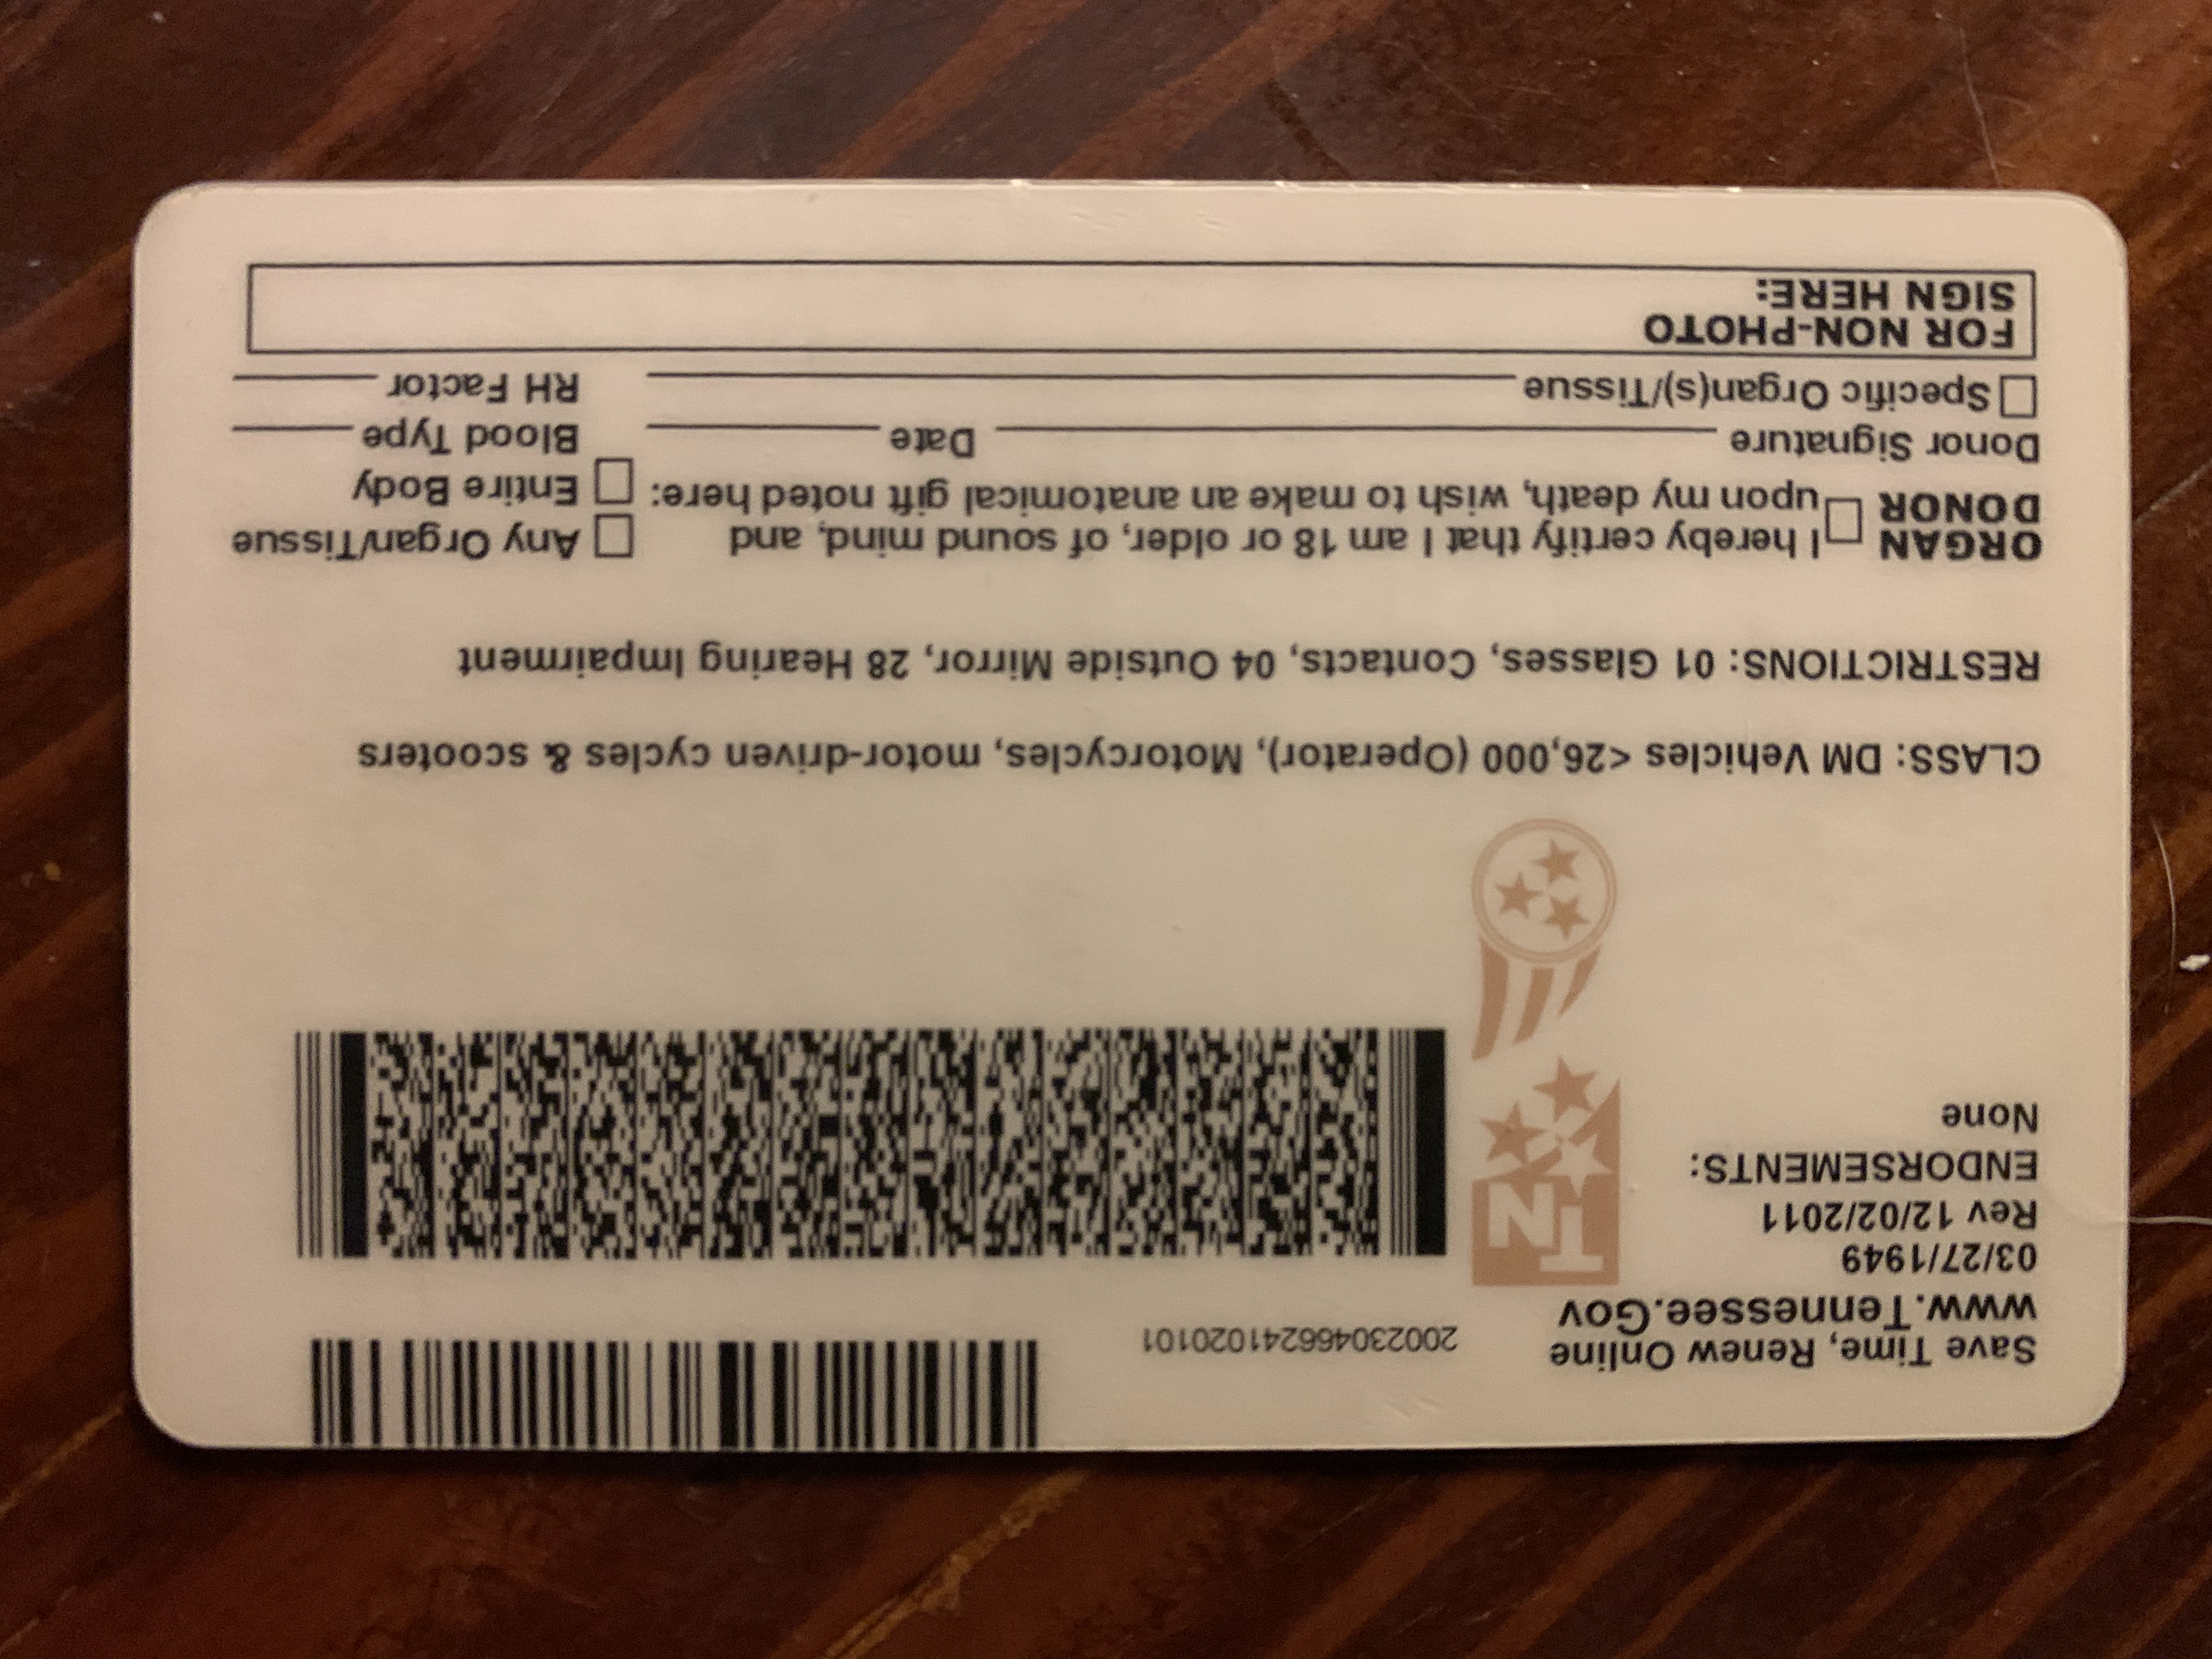 Save Time, Renew Online
www.Tennessee.Gov
200230466241020101
03/27/1949
Rev 12/02/2011
ENDORSEMENTS:
None
TN
CLASS: DM Vehicles <26,000 (Operator), Motorcycles, motor-driven cycles & scooters
RESTRICTIONS: 01 Glasses, Contacts, 04 Outside Mirror, 28 Hearing Impairment
ORGAN DONOR
I hereby certify that I am 18 or older, of sound mind, and
upon my death, wish to make an anatomical gift noted here:
Any Organ/Tissue
Entire Body
Donor Signature Date Blood Type
Specific Organ(s)/Tissue RH Factor
FOR NON-PHOTO
SIGN HERE: